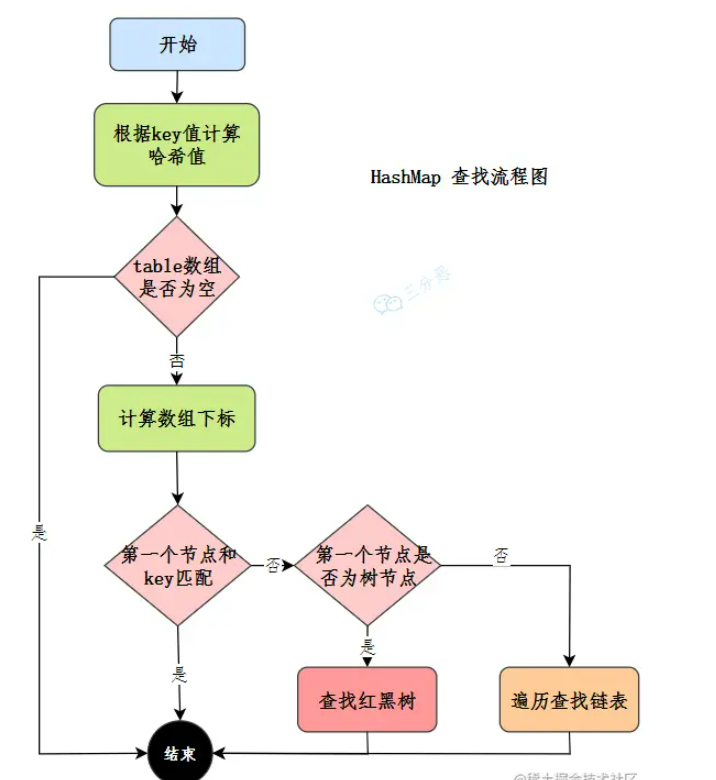 开始
根据key值计算
哈希值
HashMap 查找流程图
table数组
是否为空
三分恶
否
计算数组下标
是
第一个节点和
key匹配
否
第一个节点是
否为树节点
否
是
是
查找红黑树
遍历查找链表
结束
@稀土掘金技术社区